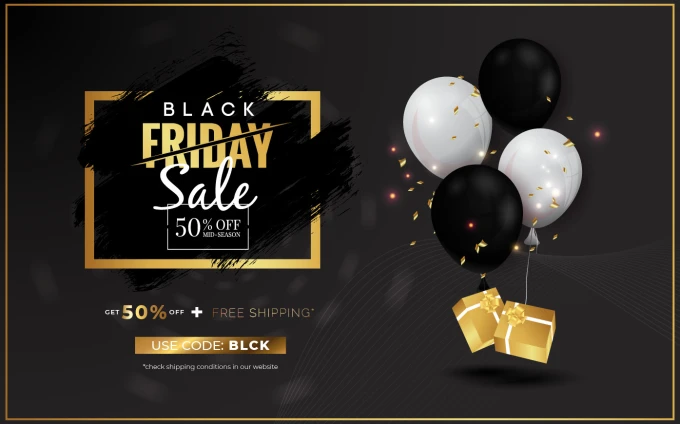 BLACK
FRIDAY
Sale
50% OFF
MID-SEASON
GET 50% OFF + FREE SHIPPING*
USE CODE: BLCK
*check shipping conditions in our website